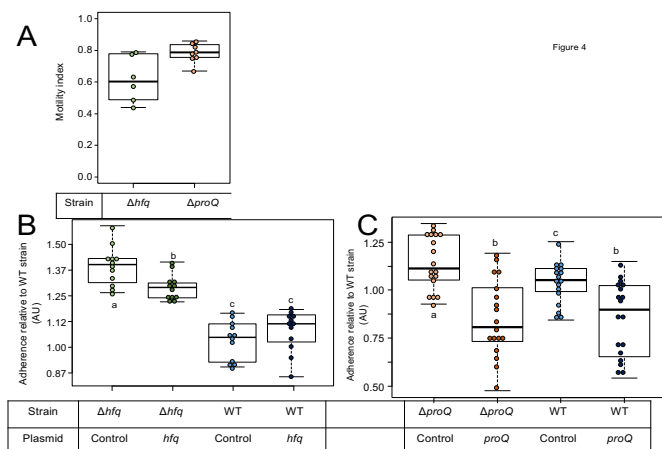 A
Figure 4
Motility index
1.0
0.8
0.6
0.4
0.2
0.0
Strain Δhfq ΔproQ
B
Adherence relative to WT strain
(AU)
1.50
1.37
1.25
1.12
1.00
0.87
a
b
c
c
C
Adherence relative to WT strain
(AU)
1.25
1.00
0.75
0.50
a
b
c
b
Strain Δhfq Δhfq WT WT ΔproQ ΔproQ WT WT
Plasmid Control hfq Control hfq Control proQ Control proQ